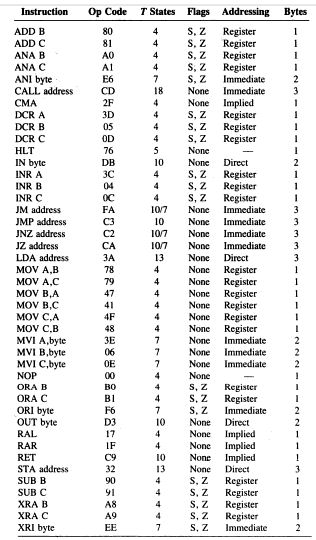 Instruction Op Code T States Flags Addressing Bytes
ADD B 80 4 S, Z Register 1
ADD C 81 4 S, Z Register 1
ANA B A0 4 S, Z Register 1
ANA C A1 4 S, Z Register 1
ANI byte E6 7 S, Z Immediate 2
CALL address CD 18 None Immediate 3
CMA 2F 4 None Implied 1
DCR A 3D 4 S, Z Register 1
DCR B 05 4 S, Z Register 1
DCR C 0D 4 S, Z Register 1
HLT 76 5 None — 1
IN byte DB 10 None Direct 2
INR A 3C 4 S, Z Register 1
INR B 04 4 S, Z Register 1
INR C 0C 4 S, Z Register 1
JM address FA 10/7 None Immediate 3
JMP address C3 10 None Immediate 3
JNZ address C2 10/7 None Immediate 3
JZ address CA 10/7 None Immediate 3
LDA address 3A 13 None Direct 3
MOV A,B 78 4 None Register 1
MOV A,C 79 4 None Register 1
MOV B,A 47 4 None Register 1
MOV B,C 41 4 None Register 1
MOV C,A 4F 4 None Register 1
MOV C,B 48 4 None Register 1
MVI A,byte 3E 7 None Immediate 2
MVI B,byte 06 7 None Immediate 2
MVI C,byte 0E 7 None Immediate 2
NOP 00 4 None — 1
ORA B B0 4 S, Z Register 1
ORA C B1 4 S, Z Register 1
ORI byte F6 7 S, Z Immediate 2
OUT byte D3 10 None Direct 2
RAL 17 4 None Implied 1
RAR 1F 4 None Implied 1
RET C9 10 None Implied 1
STA address 32 13 None Direct 3
SUB B 90 4 S, Z Register 1
SUB C 91 4 S, Z Register 1
XRA B A8 4 S, Z Register 1
XRA C A9 4 S, Z Register 1
XRI byte EE 7 S, Z Immediate 2